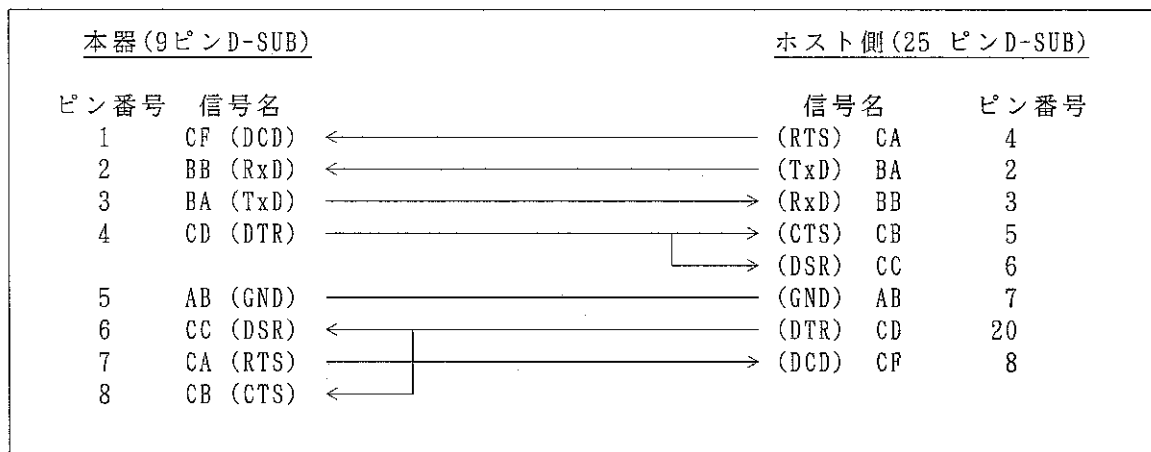 本器(9ピンD-SUB) ホスト側(25 ピンD-SUB)
ピン番号 信号名 信号名 ピン番号
1 CF (DCD) (RTS) CA 4
2 BB (RxD) (TxD) BA 2
3 BA (TxD) (RxD) BB 3
4 CD (DTR) (CTS) CB 5
(DSR) CC 6
5 AB (GND) (GND) AB 7
6 CC (DSR) (DTR) CD 20
7 CA (RTS) (DCD) CF 8
8 CB (CTS)